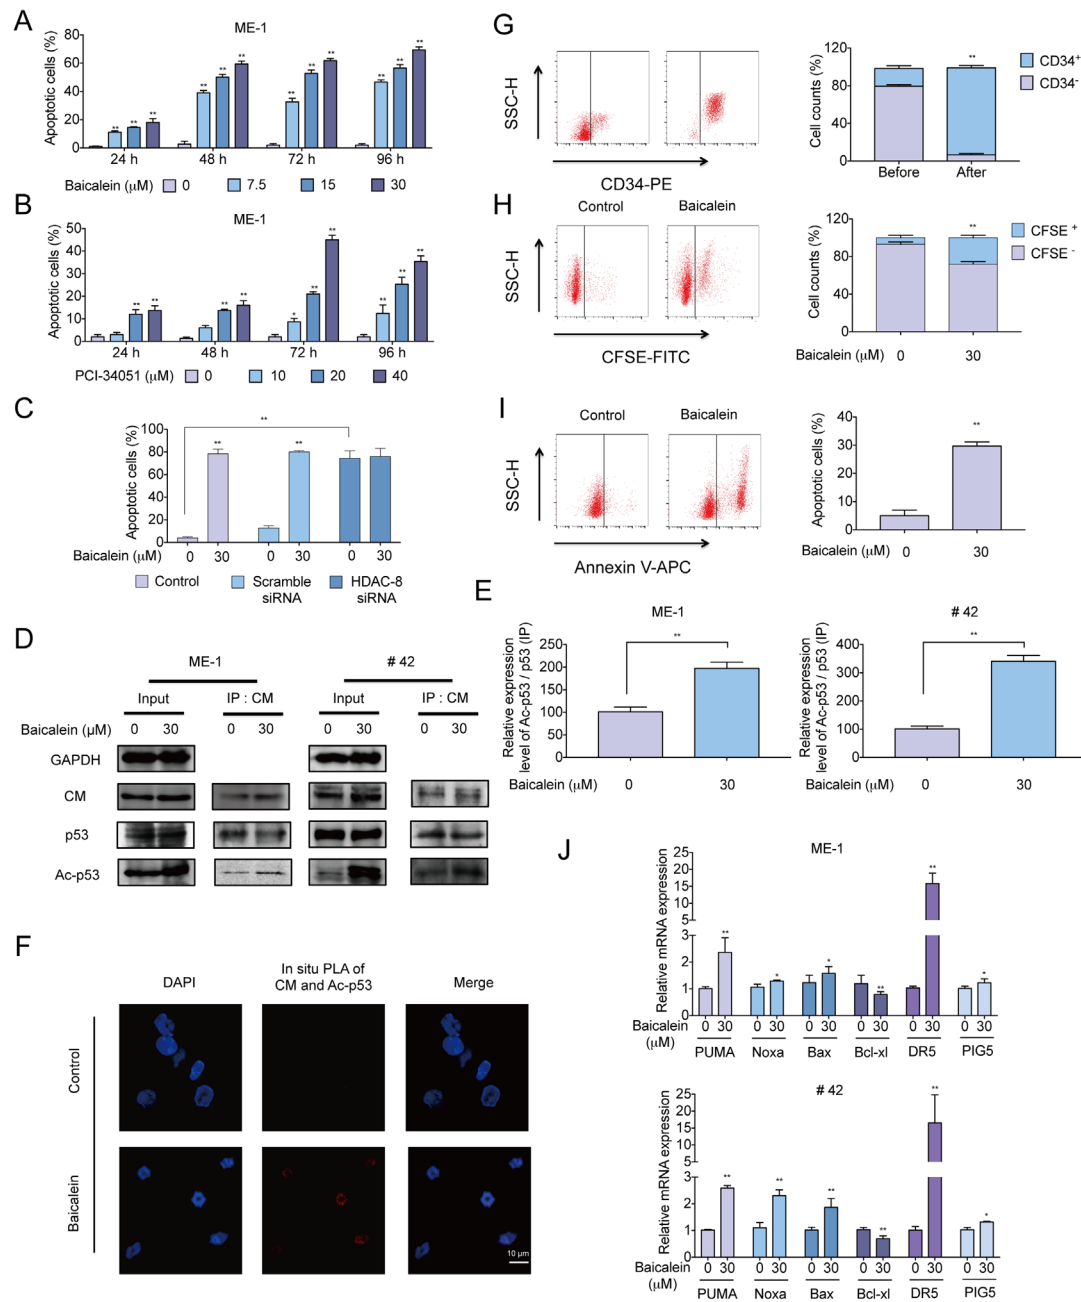 A
ME-1
Apoptotic cells (%)
80
60
40
20
0
** ** ** ** ** ** ** ** ** ** ** **
24 h 48 h 72 h 96 h
Baicalein (μM) 0 7.5 15 30
B
ME-1
Apoptotic cells (%)
50
40
30
20
10
0
** ** ** ** * ** ** ** ** **
24 h 48 h 72 h 96 h
PCI-34051 (μM) 0 10 20 40
C
Apoptotic cells (%)
100
80
60
40
20
0
**
** **
Baicalein (μM) 0 30 0 30 0 30
Control Scramble siRNA HDAC-8 siRNA
D
ME-1 # 42
Input IP : CM Input IP : CM
Baicalein (μM) 0 30 0 30 0 30 0 30
GAPDH
CM
p53
Ac-p53
F
DAPI
In situ PLA of
CM and Ac-p53
Merge
Control
Baicalein
10 μm
G
SSC-H
CD34-PE
Cell counts (%)
120
80
40
0
**
Before After
CD34+
CD34-
H
Control Baicalein
SSC-H
CFSE-FITC
Cell counts (%)
120
90
60
30
0
**
Baicalein (μM) 0 30
CFSE +
CFSE -
I
Control Baicalein
SSC-H
Annexin V-APC
Apoptotic cells (%)
40
30
20
10
0
**
Baicalein (μM) 0 30
E
ME-1
Relative expression
level of Ac-p53 / p53 (IP)
250
200
150
100
50
0
**
Baicalein (μM) 0 30
# 42
Relative expression
level of Ac-p53 / p53 (IP)
400
300
200
100
0
**
Baicalein (μM) 0 30
J
ME-1
Relative mRNA expression
25
20
15
10
5
3
2
1
0
** * * ** ** *
Baicalein (μM) 0 30 0 30 0 30 0 30 0 30 0 30
PUMA Noxa Bax Bcl-xl DR5 PIG5
# 42
Relative mRNA expression
25
20
15
10
5
3
2
1
0
** ** ** ** ** *
Baicalein (μM) 0 30 0 30 0 30 0 30 0 30 0 30
PUMA Noxa Bax Bcl-xl DR5 PIG5